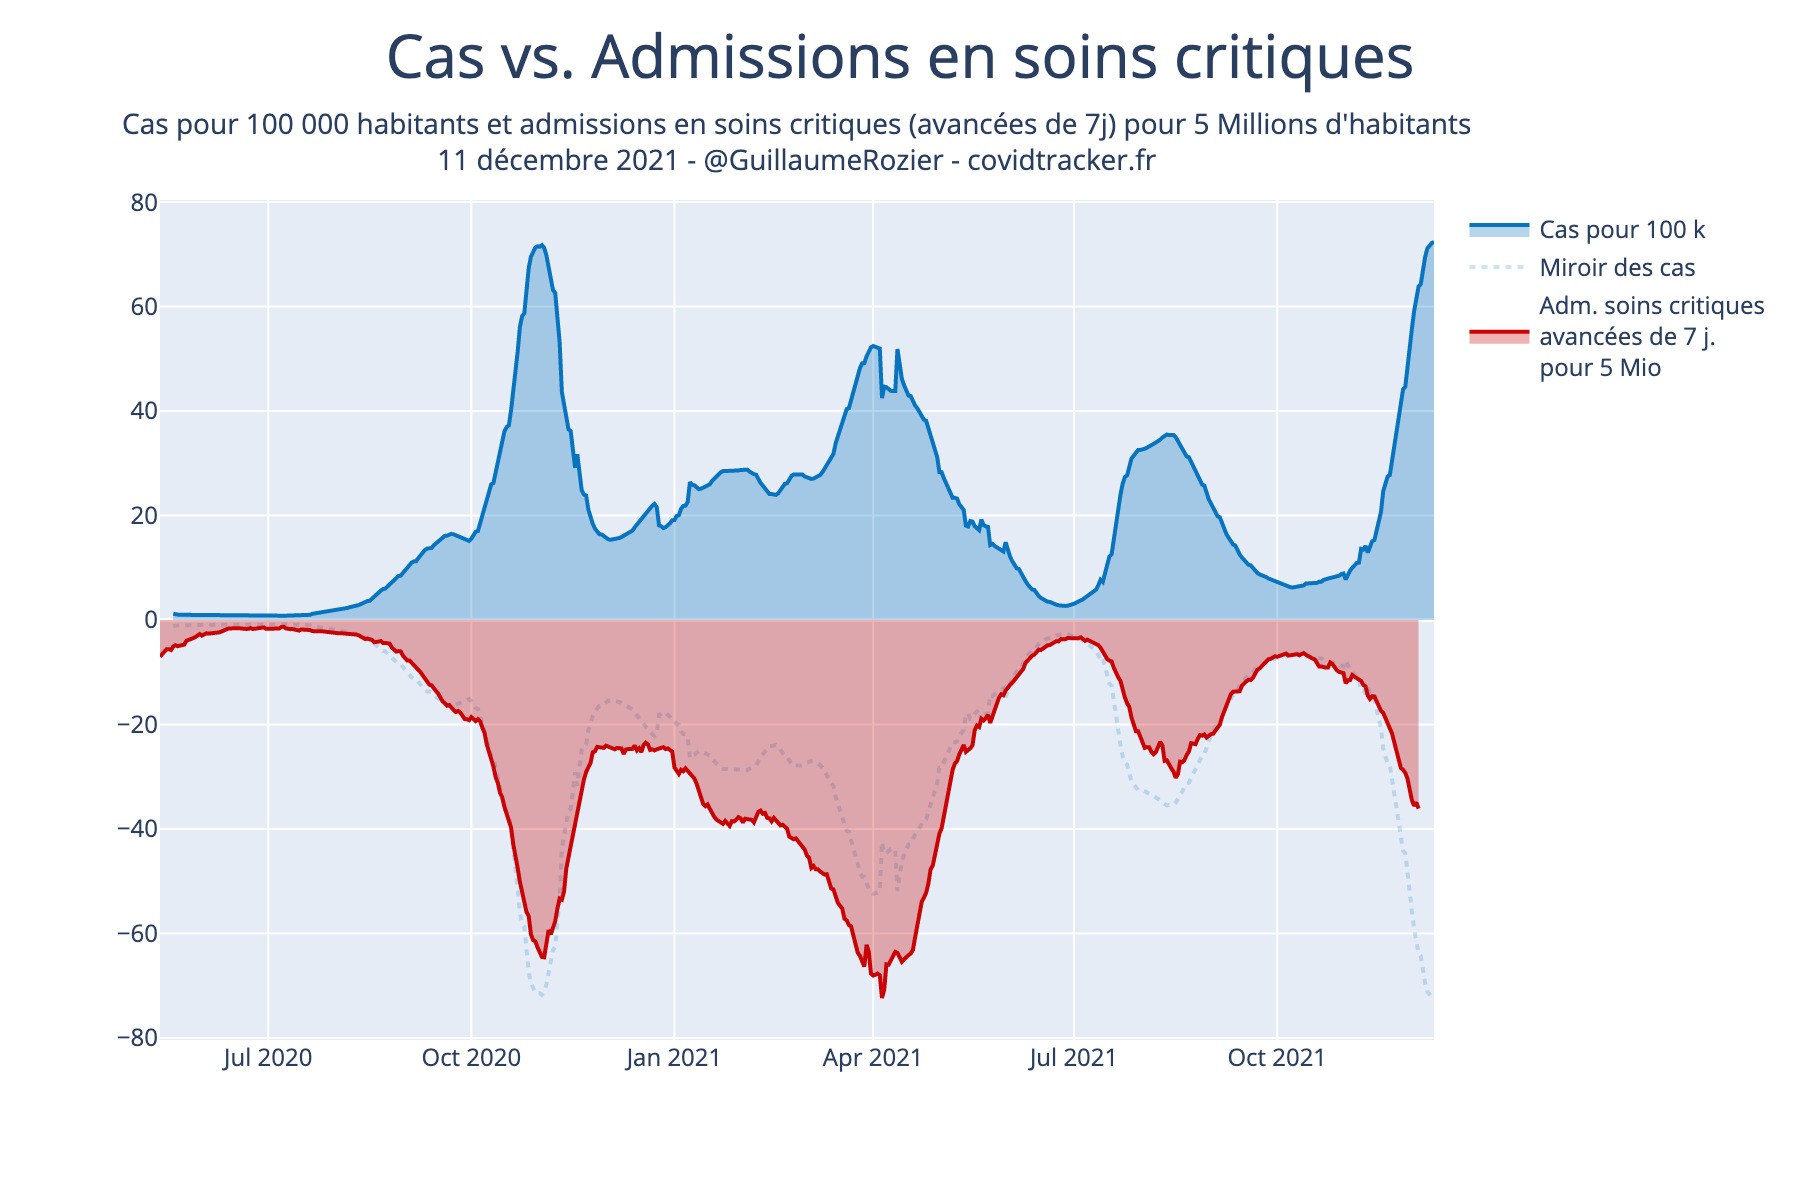 Cas vs. Admissions en soins critiques
Cas pour 100 000 habitants et admissions en soins critiques (avancées de 7j) pour 5 Millions d'habitants
11 décembre 2021 - @GuillaumeRozier - covidtracker.fr
80
60
40
20
0
−20
−40
−60
−80
Jul 2020
Oct 2020
Jan 2021
Apr 2021
Jul 2021
Oct 2021
Cas pour 100 k
Miroir des cas
Adm. soins critiques
avancées de 7 j.
pour 5 Mio